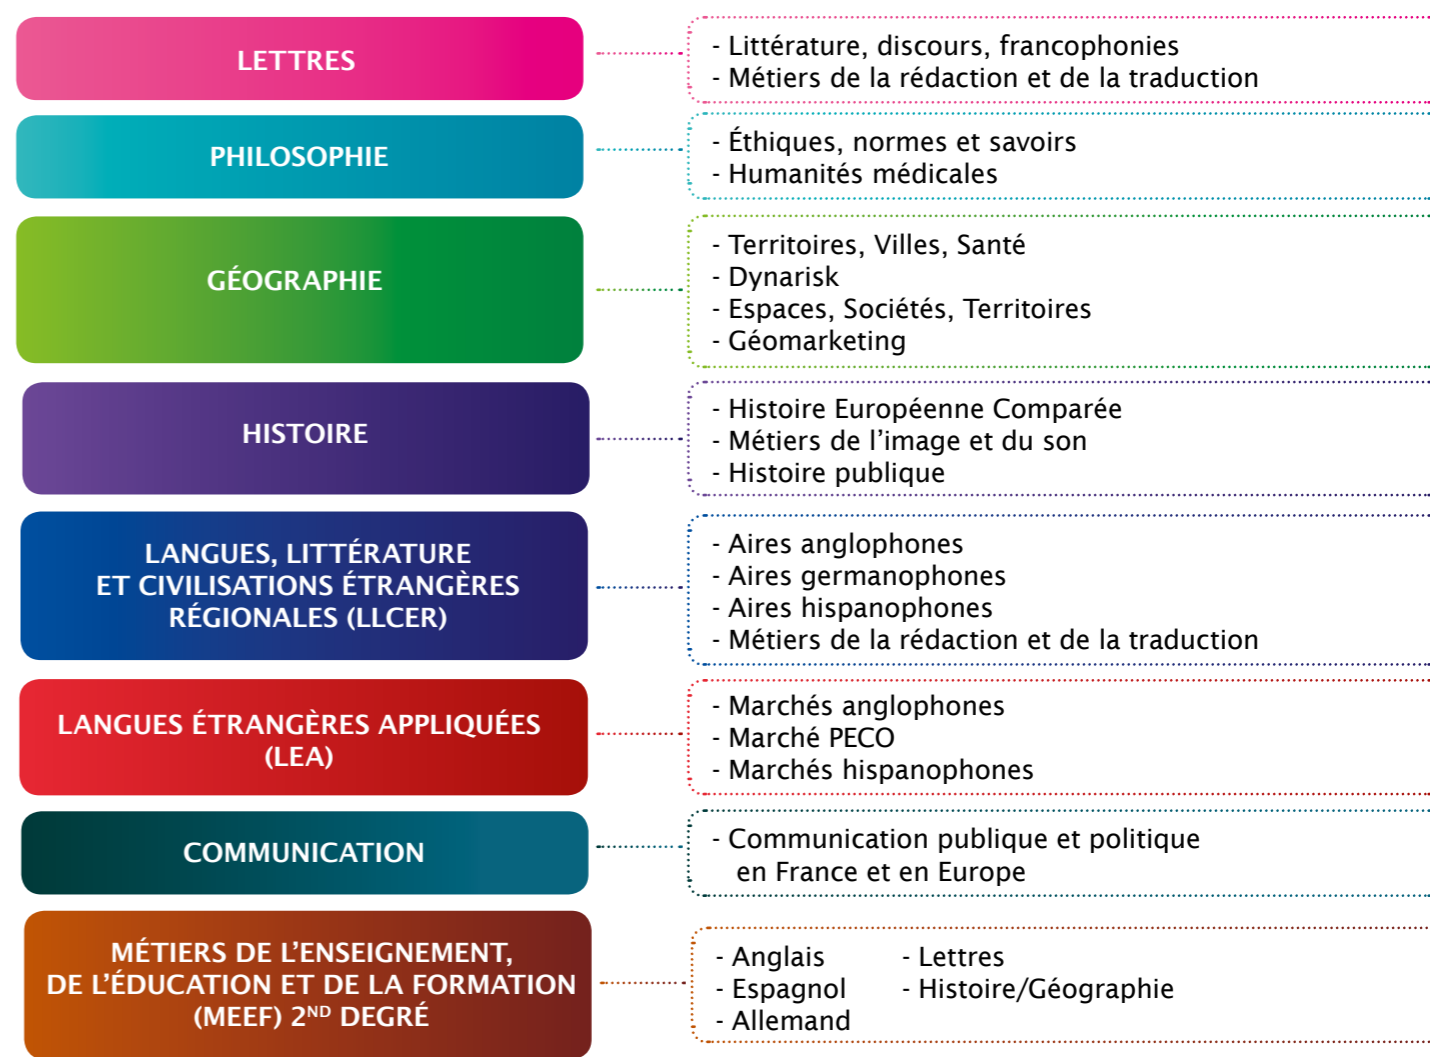 LETTRES
- Littérature, discours, francophonies
- Métiers de la rédaction et de la traduction
PHILOSOPHIE
- Éthiques, normes et savoirs
- Humanités médicales
GÉOGRAPHIE
- Territoires, Villes, Santé
- Dynarisk
- Espaces, Sociétés, Territoires
- Géomarketing
HISTOIRE
- Histoire Européenne Comparée
- Métiers de l’image et du son
- Histoire publique
LANGUES, LITTÉRATURE
ET CIVILISATIONS ÉTRANGÈRES
RÉGIONALES (LLCER)
- Aires anglophones
- Aires germanophones
- Aires hispanophones
- Métiers de la rédaction et de la traduction
LANGUES ÉTRANGÈRES APPLIQUÉES
(LEA)
- Marchés anglophones
- Marché PECO
- Marchés hispanophones
COMMUNICATION
- Communication publique et politique
en France et en Europe
MÉTIERS DE L’ENSEIGNEMENT,
DE L’ÉDUCATION ET DE LA FORMATION
(MEEF) 2ND DEGRÉ
- Anglais
- Espagnol
- Allemand
- Lettres
- Histoire/Géographie